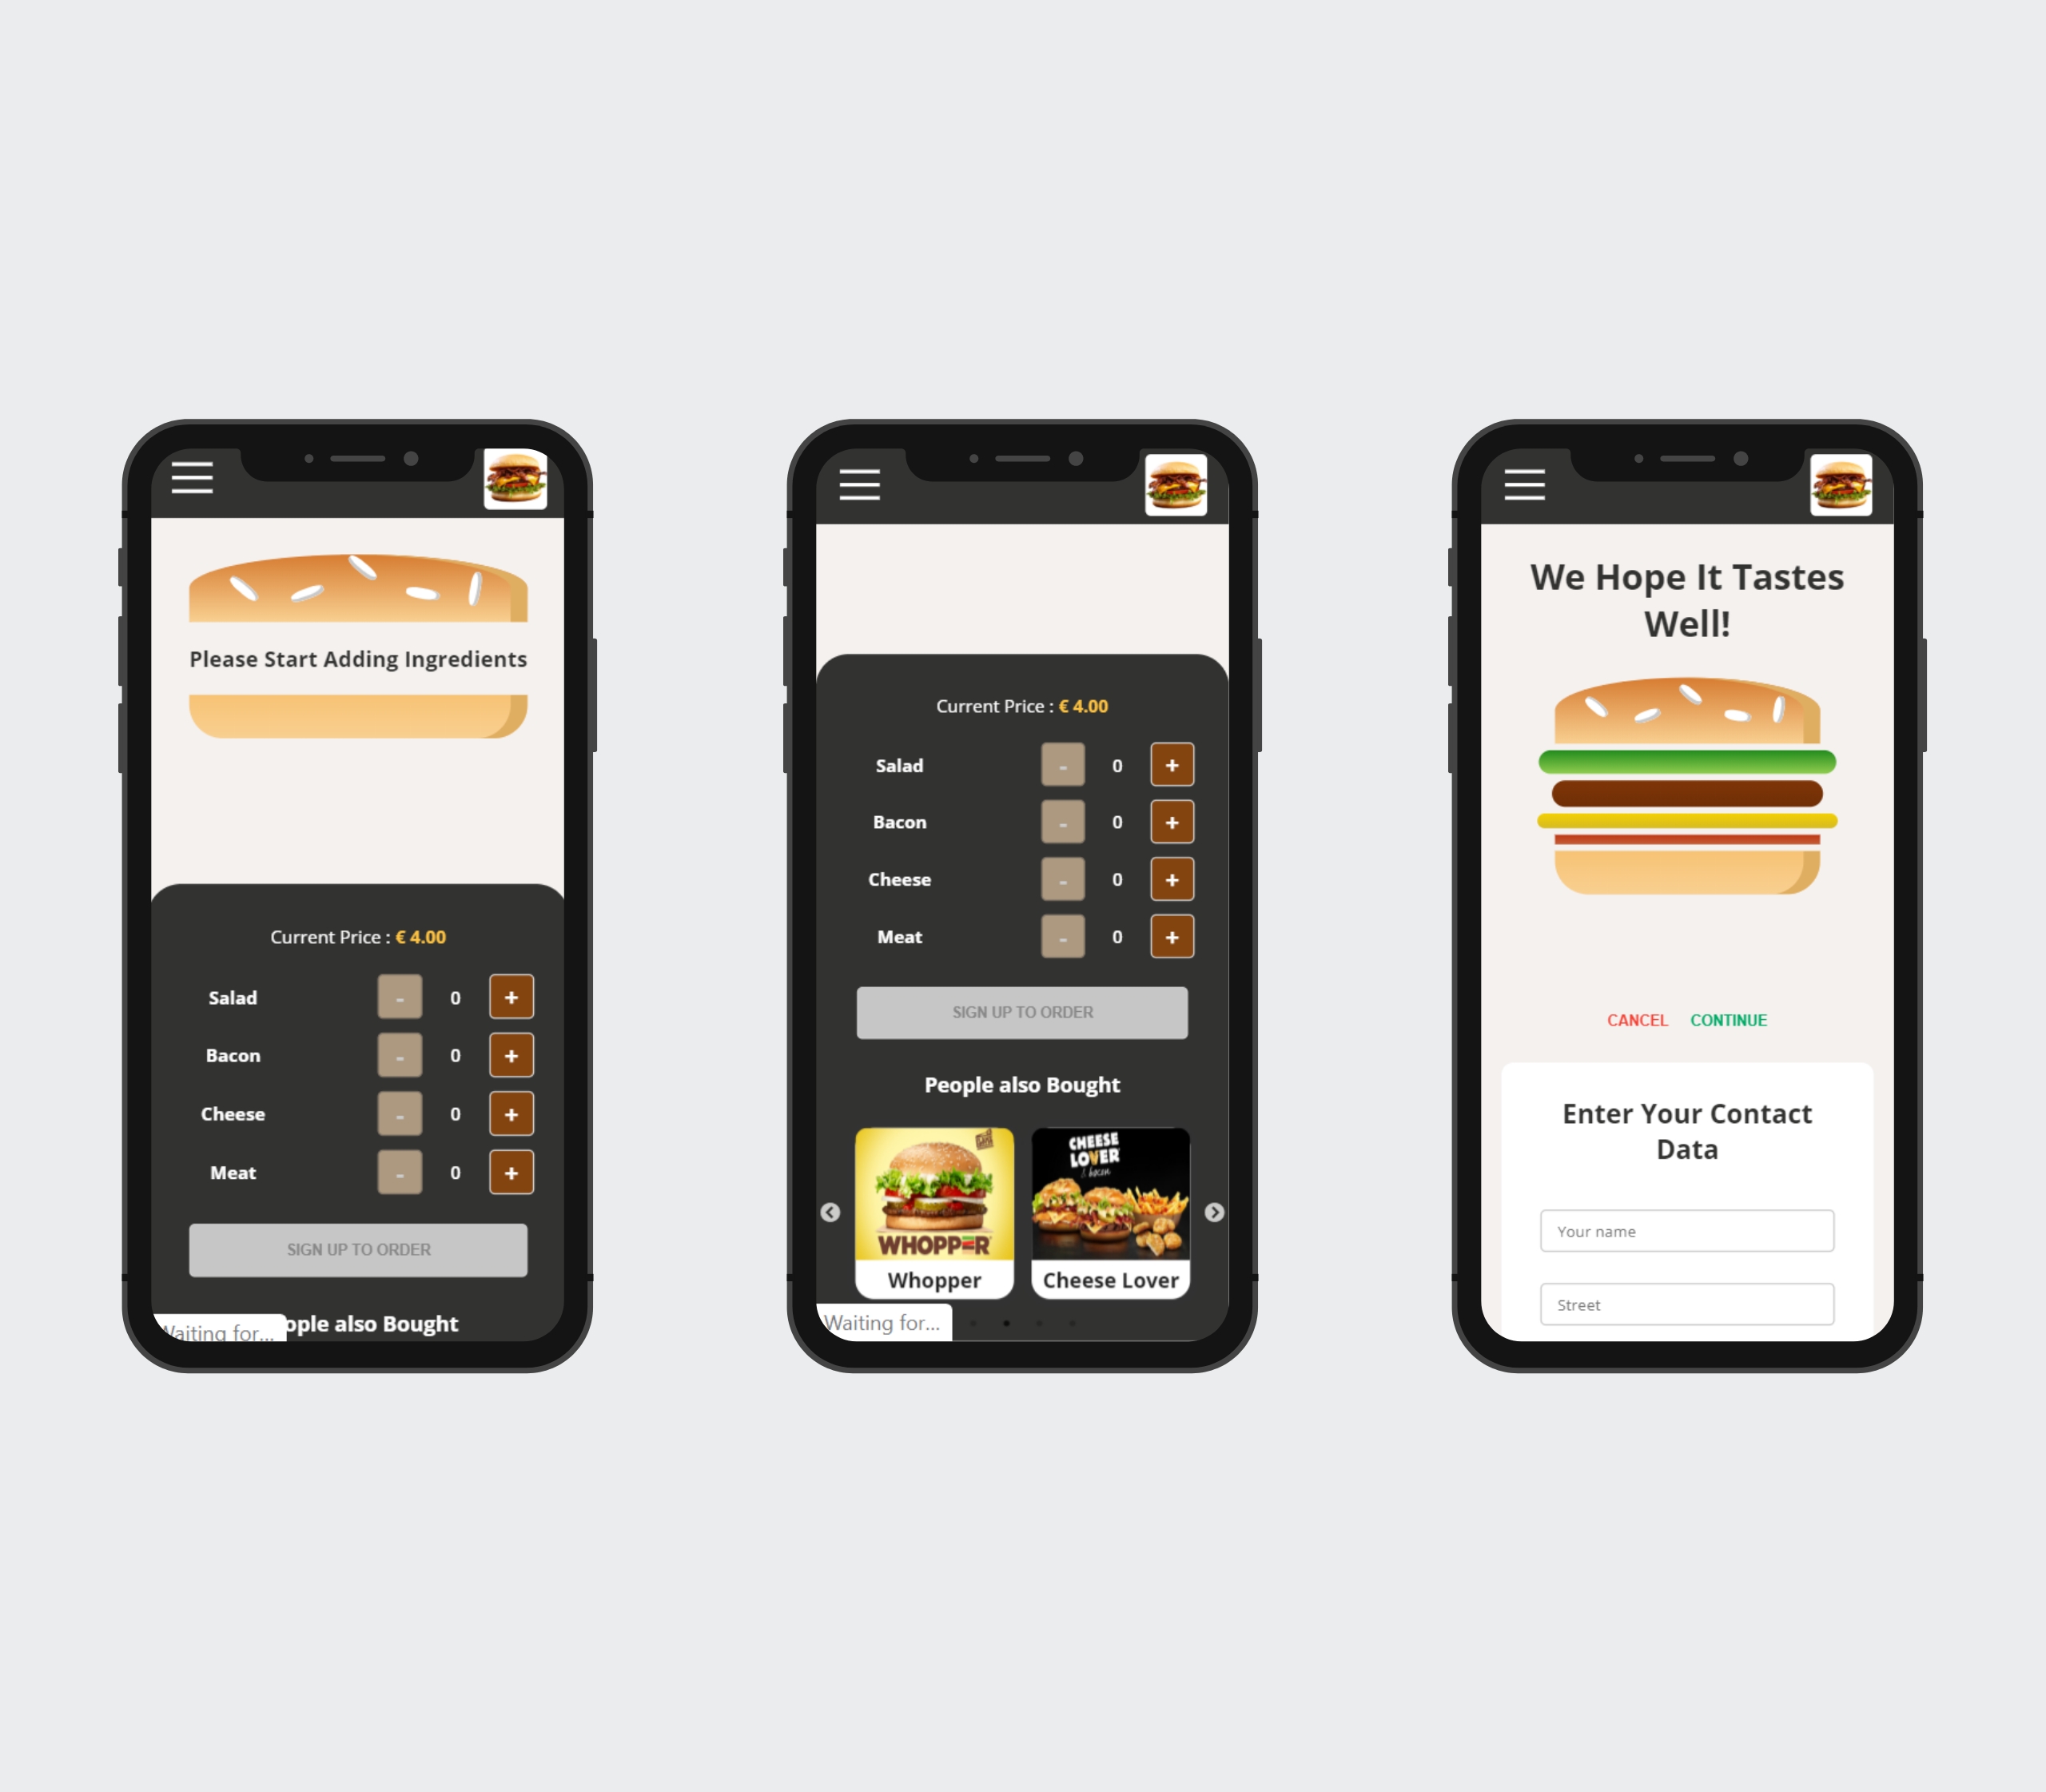 Please Start Adding Ingredients
Current Price : € 4.00
Salad - 0 +
Bacon - 0 +
Cheese - 0 +
Meat - 0 +
SIGN UP TO ORDER
ople also Bought
Waiting for...
Current Price : € 4.00
Salad - 0 +
Bacon - 0 +
Cheese - 0 +
Meat - 0 +
SIGN UP TO ORDER
People also Bought
WHOPPER
Whopper
CHEESE
LOVER
& bacon
Cheese Lover
Waiting for...
We Hope It Tastes
Well!
CANCEL CONTINUE
Enter Your Contact
Data
Your name
Street